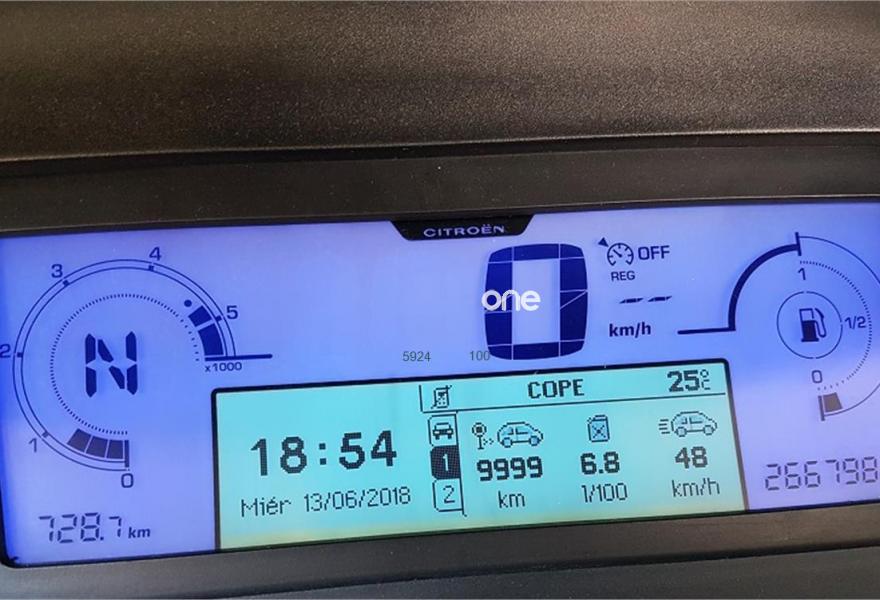 CITROËN
4
3
5
2
x1000
1
0
N
728.7 km
0
OFF
REG
km/h
one
5924 100
COPE 25°C
18:54
Miér 13/06/2018
1
2
9999 6.8 48
km l/100 km/h
1
1/2
0
266798